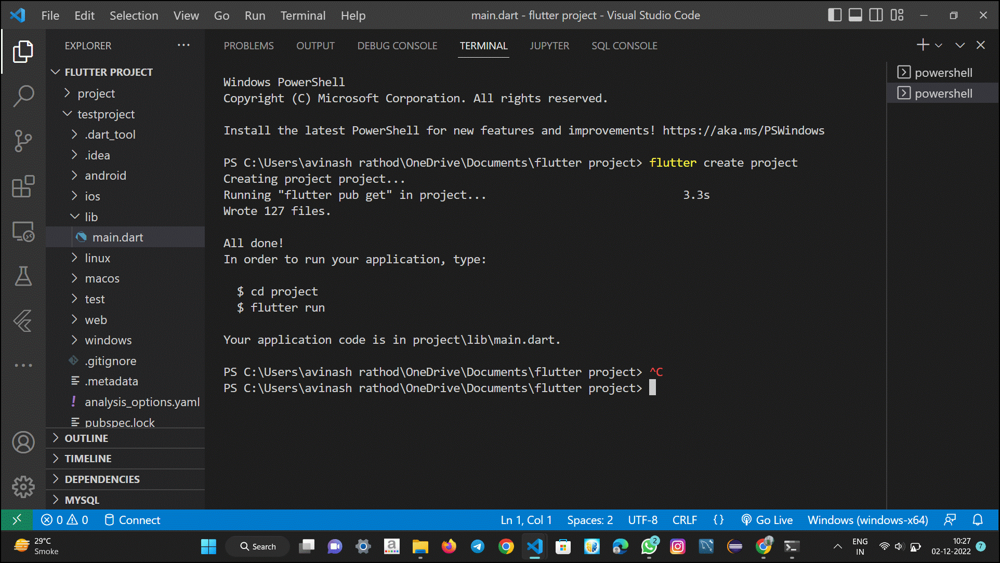 File Edit Selection View Go Run Terminal Help
main.dart - flutter project - Visual Studio Code
EXPLORER
FLUTTER PROJECT
project
testproject
.dart_tool
.idea
android
ios
lib
main.dart
linux
macos
test
web
windows
.gitignore
.metadata
! analysis_options.yaml
pubspec.lock
OUTLINE
TIMELINE
DEPENDENCIES
MYSQL
PROBLEMS OUTPUT DEBUG CONSOLE TERMINAL JUPYTER SQL CONSOLE
Windows PowerShell
Copyright (C) Microsoft Corporation. All rights reserved.
Install the latest PowerShell for new features and improvements! https://aka.ms/PSWindows
PS C:\Users\avinash rathod\OneDrive\Documents\flutter project> flutter create project
Creating project project...
Running "flutter pub get" in project... 3.3s
Wrote 127 files.
All done!
In order to run your application, type:
$ cd project
$ flutter run
Your application code is in project\lib\main.dart.
PS C:\Users\avinash rathod\OneDrive\Documents\flutter project> ^C
PS C:\Users\avinash rathod\OneDrive\Documents\flutter project>
powershell
powershell
0 0 Connect
Ln 1, Col 1 Spaces: 2 UTF-8 CRLF {} Go Live Windows (windows-x64)
29°C
Smoke
Search
a
2
ENG
IN
10:27
02-12-2022
7